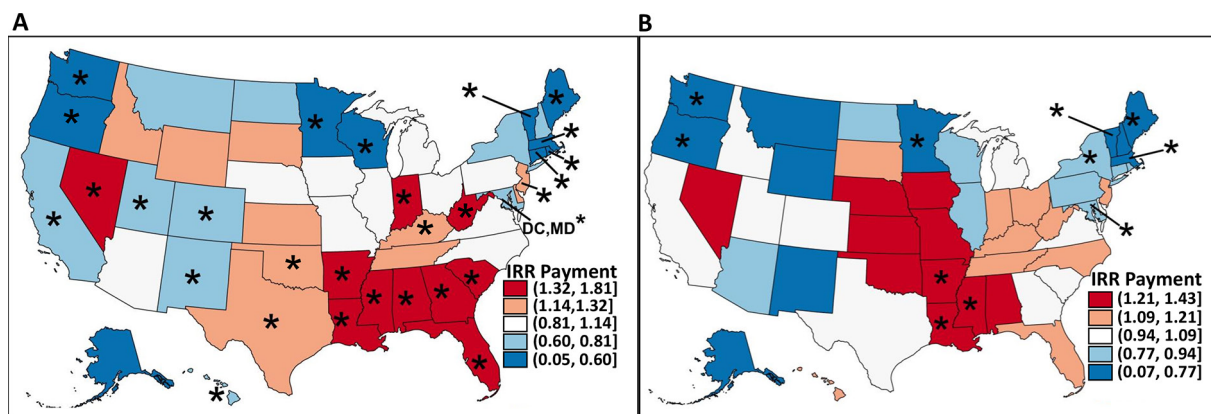 A
B
DC,MD*
IRR Payment
(1.32, 1.81]
(1.14,1.32]
(0.81, 1.14]
(0.60, 0.81]
(0.05, 0.60]
IRR Payment
(1.21, 1.43]
(1.09, 1.21]
(0.94, 1.09]
(0.77, 0.94]
(0.07, 0.77]